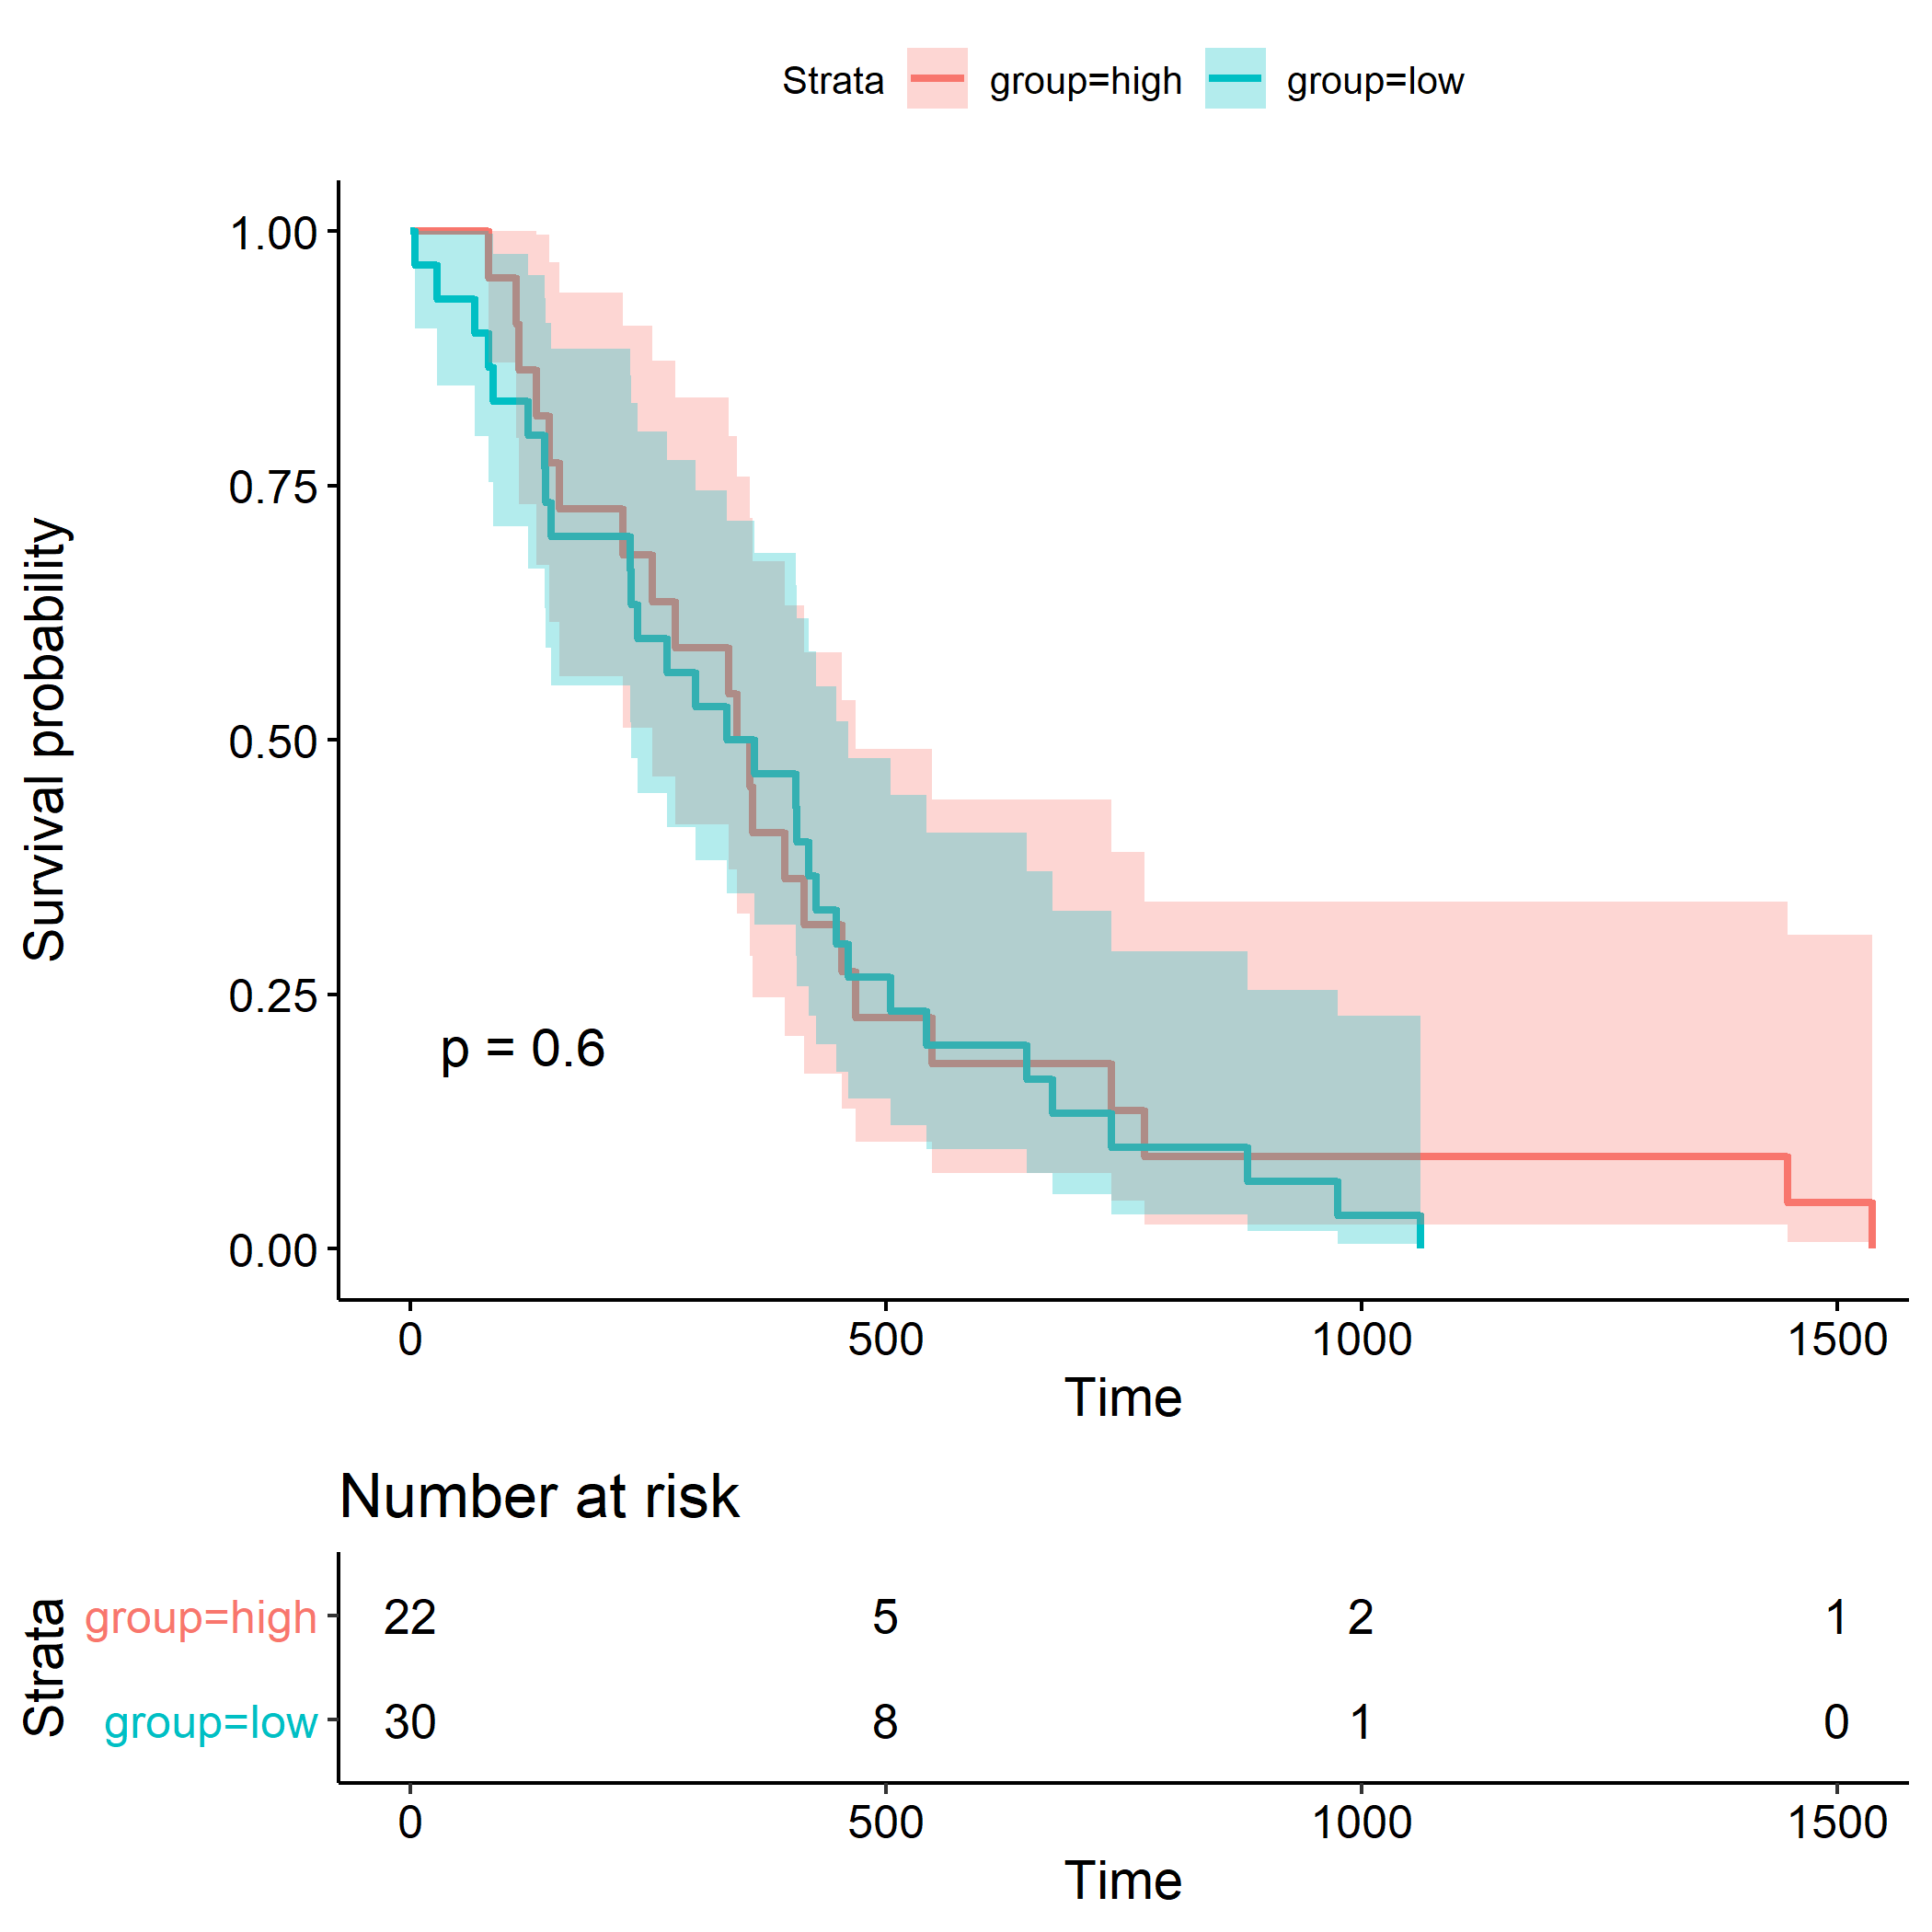 Strata group=high group=low
1.00
0.75
0.50
0.25
0.00
Survival probability
p = 0.6
0 500 1000 1500
Time
Number at risk
Strata
group=high 22 5 2 1
group=low 30 8 1 0
0 500 1000 1500
Time